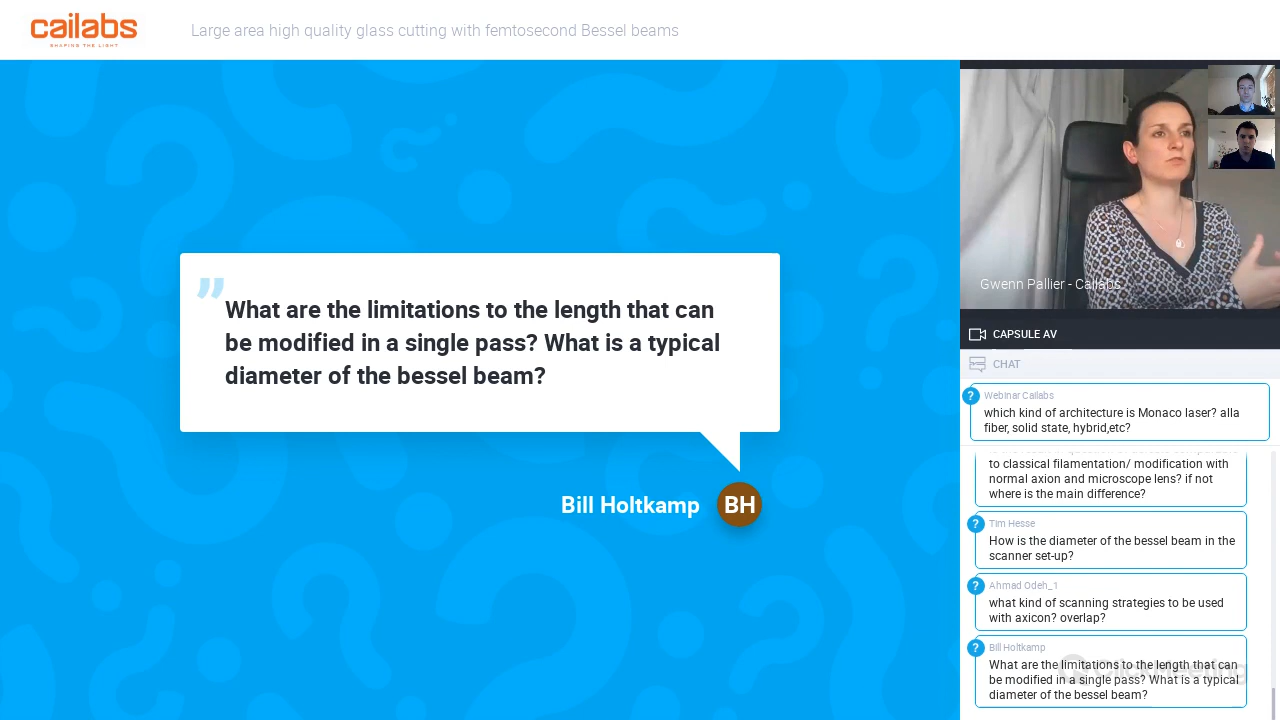 cailabs
SHAPING THE LIGHT
Large area high quality glass cutting with femtosecond Bessel beams
”
What are the limitations to the length that can
be modified in a single pass? What is a typical
diameter of the bessel beam?
Bill Holtkamp
BH
Gwenn Pallier - Cailabs
CAPSULE AV
CHAT
?
Webinar Cailabs
which kind of architecture is Monaco laser? alla
fiber, solid state, hybrid,etc?
to classical filamentation/ modification with
normal axion and microscope lens? if not
where is the main difference?
?
Tim Hesse
How is the diameter of the bessel beam in the
scanner set-up?
?
Ahmad Odeh_1
what kind of scanning strategies to be used
with axicon? overlap?
?
Bill Holtkamp
What are the limitations to the length that can
be modified in a single pass? What is a typical
diameter of the bessel beam?